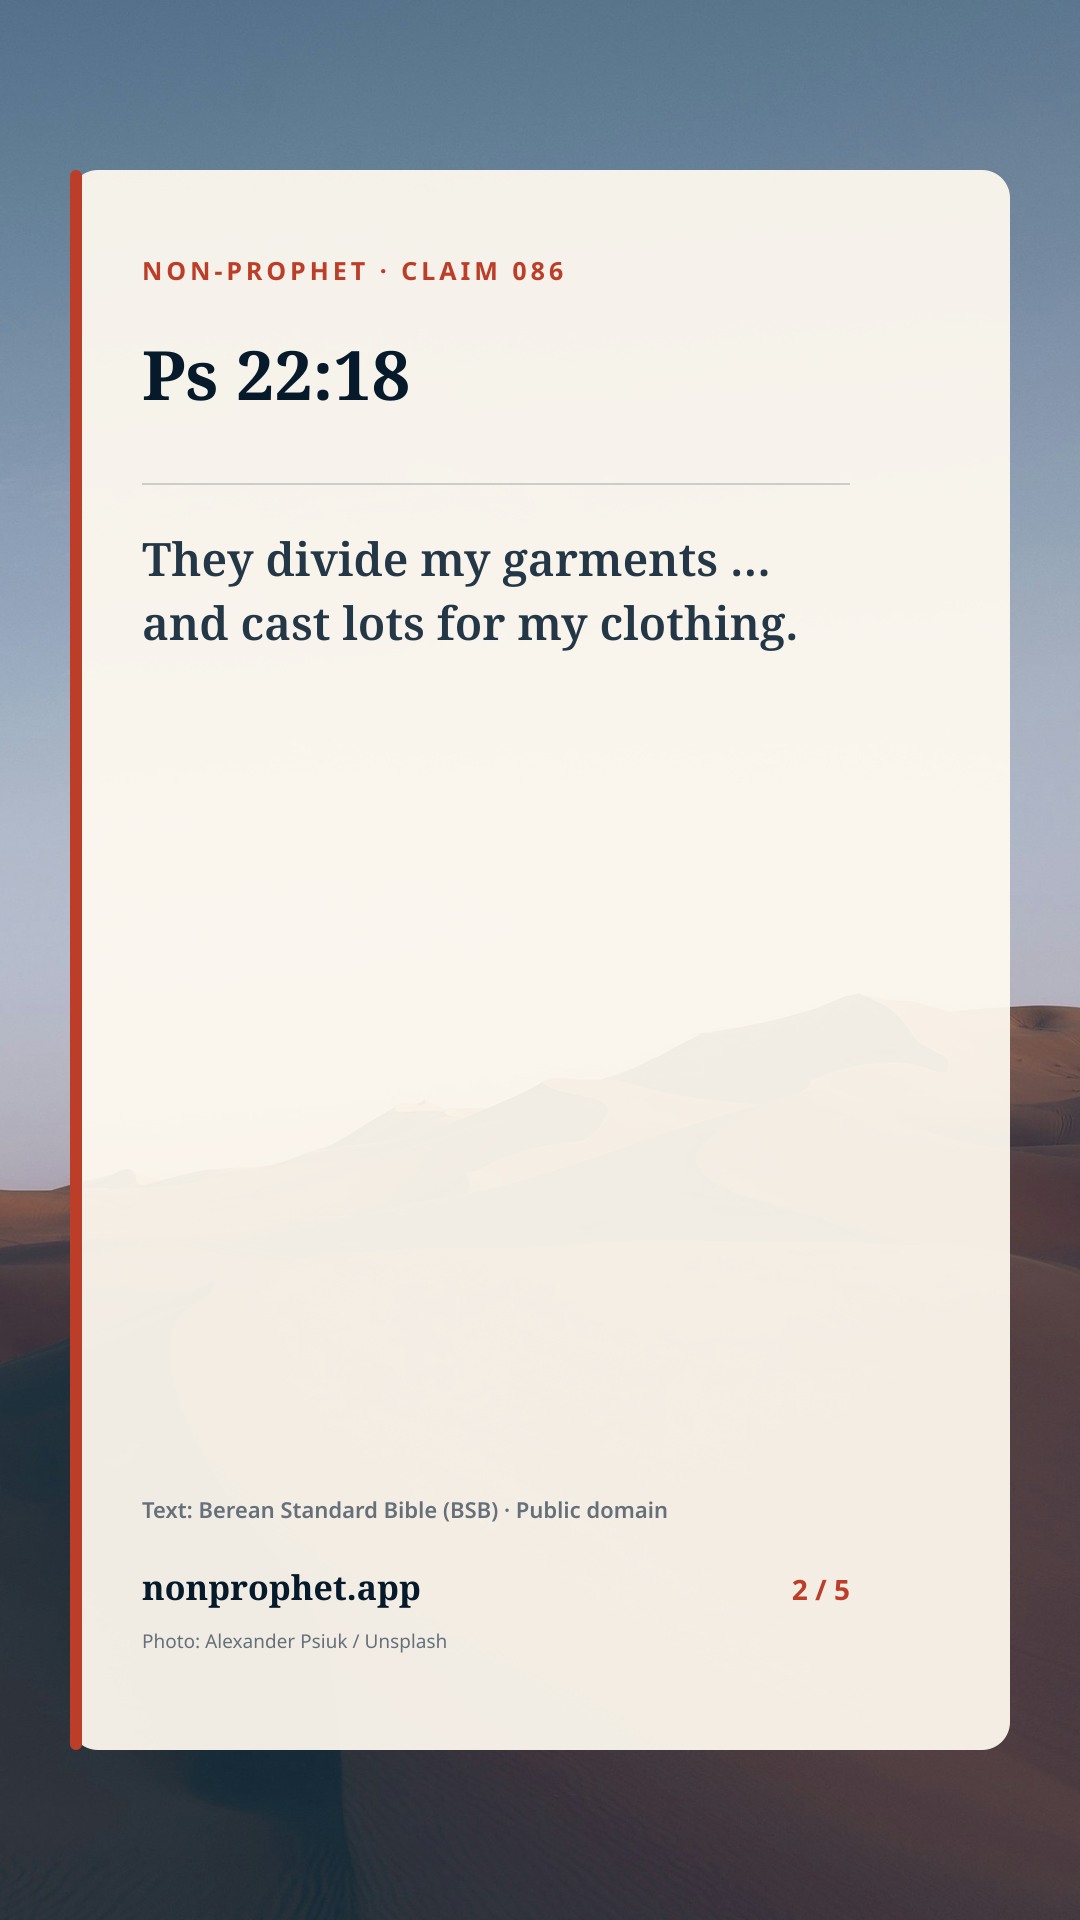 NON-PROPHET · CLAIM 086
Ps 22:18
They divide my garments ...
and cast lots for my clothing.
Text: Berean Standard Bible (BSB) · Public domain
nonprophet.app
2 / 5
Photo: Alexander Psiuk / Unsplash